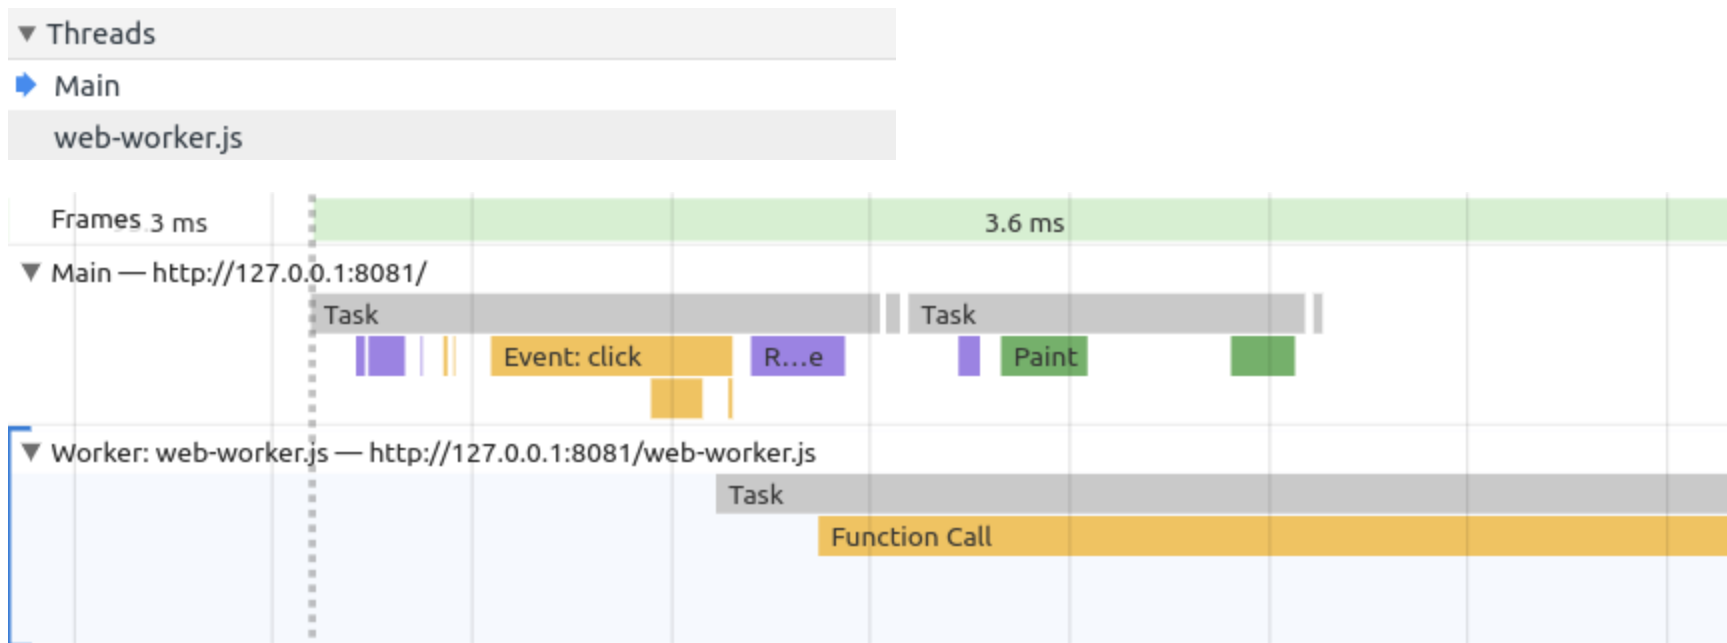 Threads
Main
web-worker.js
Frames 3 ms 3.6 ms
Main — http://127.0.0.1:8081/
Task Task
Event: click R...e Paint
Worker: web-worker.js — http://127.0.0.1:8081/web-worker.js
Task
Function Call